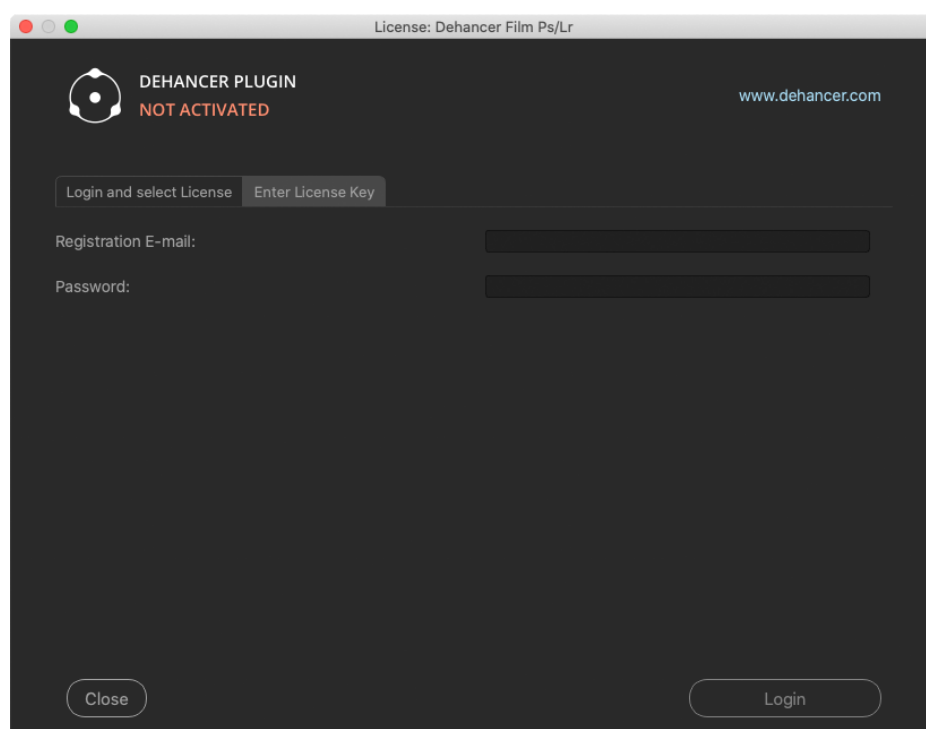 License: Dehancer Film Ps/Lr
DEHANCER PLUGIN
NOT ACTIVATED
www.dehancer.com
Login and select License
Enter License Key
Registration E-mail:
Password:
Close
Login